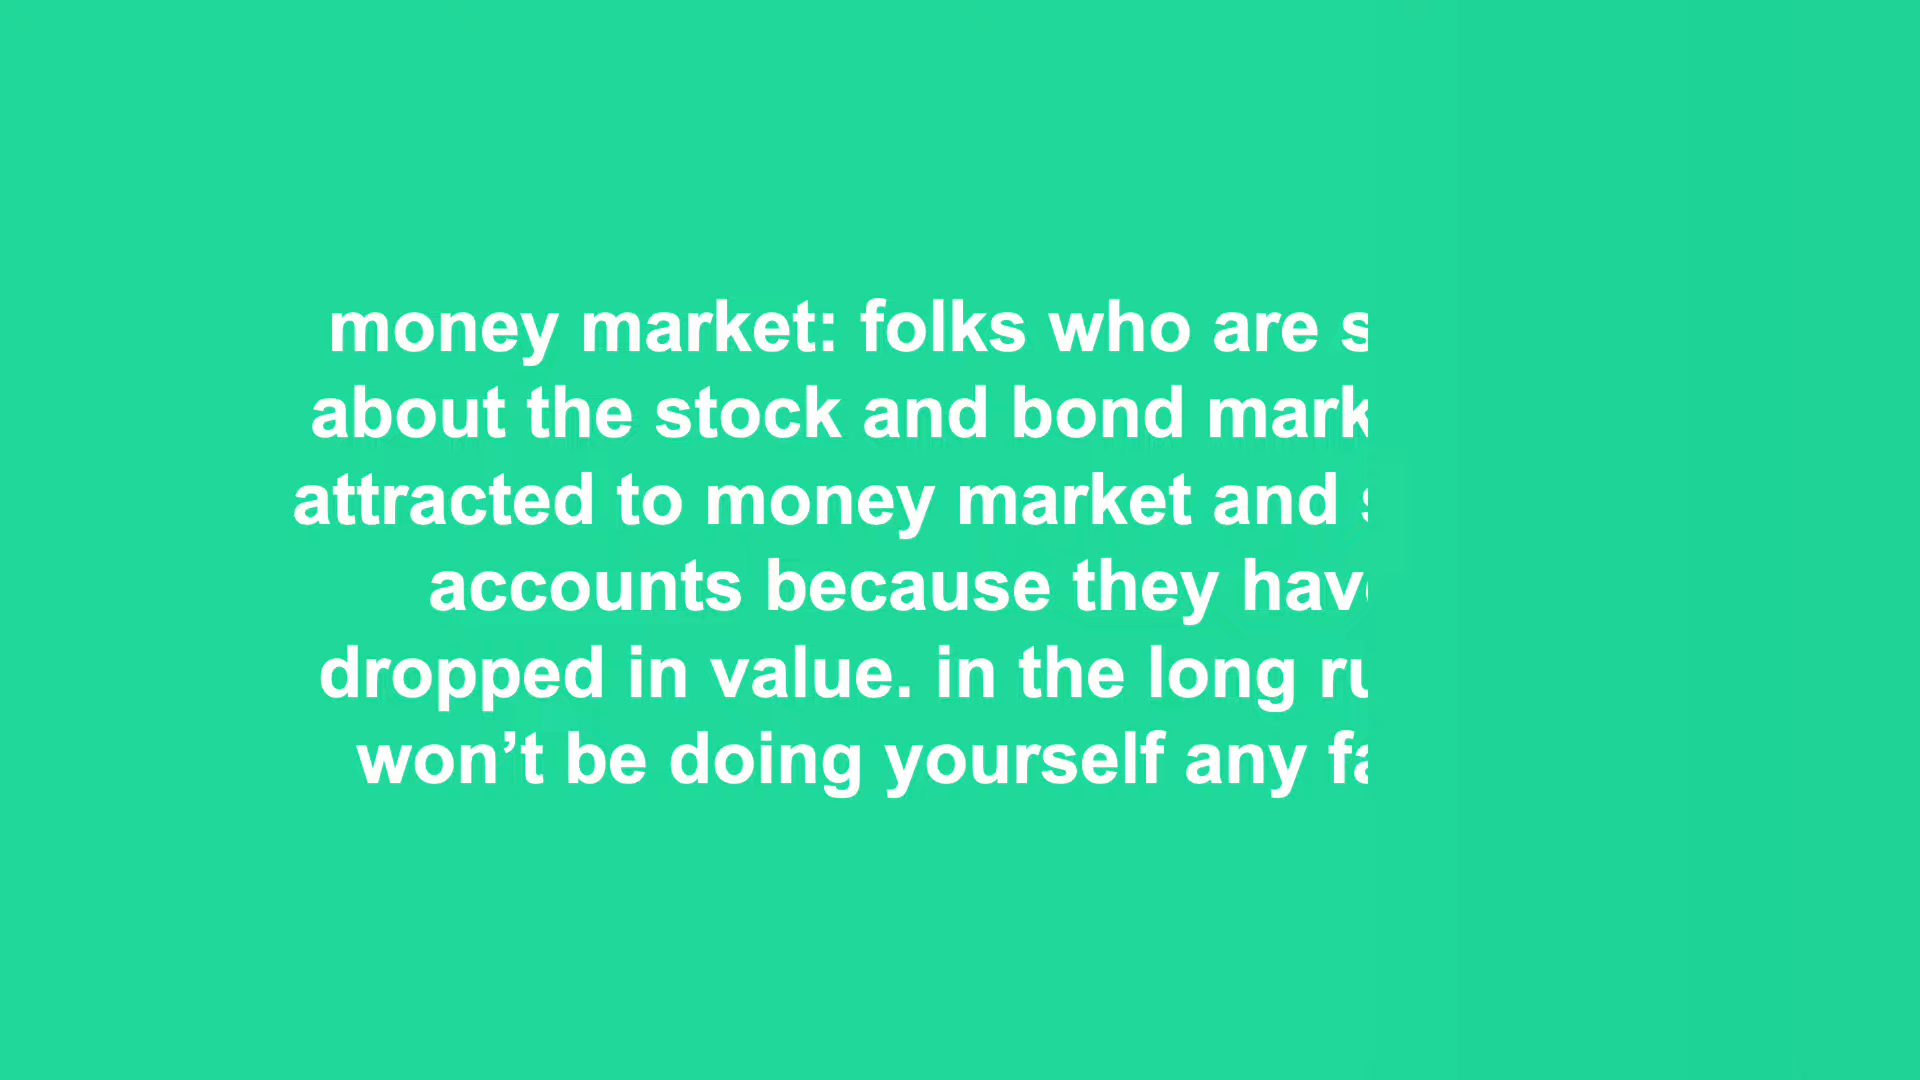 money market: folks who are
about the stock and bond
attracted to money market and
accounts because they
dropped in value. in the long
won’t be doing yourself any